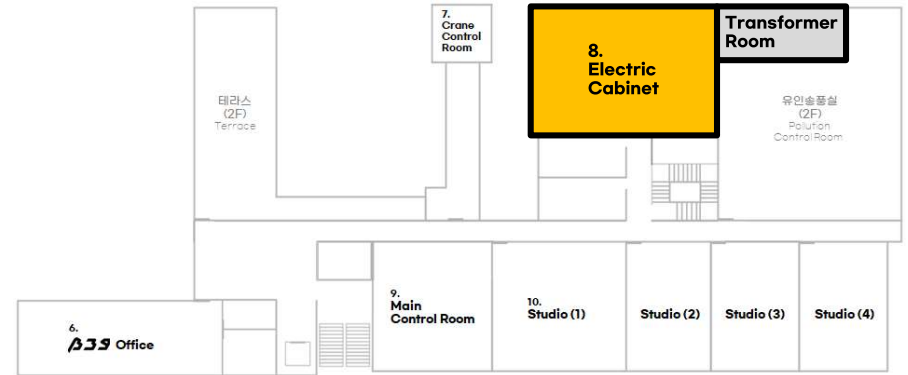 7.
Crane
Control
Room
8.
Electric
Cabinet
Transformer
Room
테라스
(2F)
Terrace
유인송풍실
(2F)
Pollution
Control Room
9.
Main
Control Room
10.
Studio (1)
Studio (2)
Studio (3)
Studio (4)
6.
B39 Office